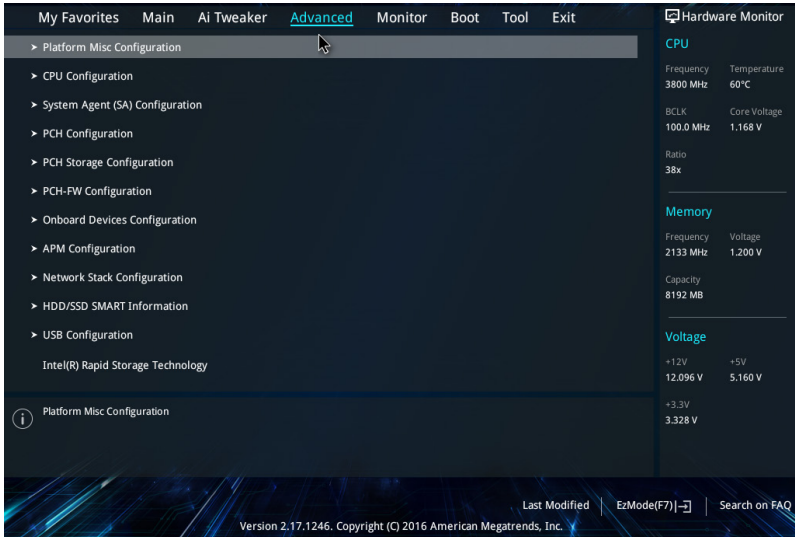 My Favorites Main Ai Tweaker Advanced Monitor Boot Tool Exit
Hardware Monitor
> Platform Misc Configuration
> CPU Configuration
> System Agent (SA) Configuration
> PCH Configuration
> PCH Storage Configuration
> PCH-FW Configuration
> Onboard Devices Configuration
> APM Configuration
> Network Stack Configuration
> HDD/SSD SMART Information
> USB Configuration
Intel(R) Rapid Storage Technology
i Platform Misc Configuration
CPU
Frequency Temperature
3800 MHz 60°C
BCLK Core Voltage
100.0 MHz 1.168 V
Ratio
38x
Memory
Frequency Voltage
2133 MHz 1.200 V
Capacity
8192 MB
Voltage
+12V +5V
12.096 V 5.160 V
+3.3V
3.328 V
Last Modified | EzMode(F7)| | Search on FAQ
Version 2.17.1246. Copyright (C) 2016 American Megatrends, Inc.